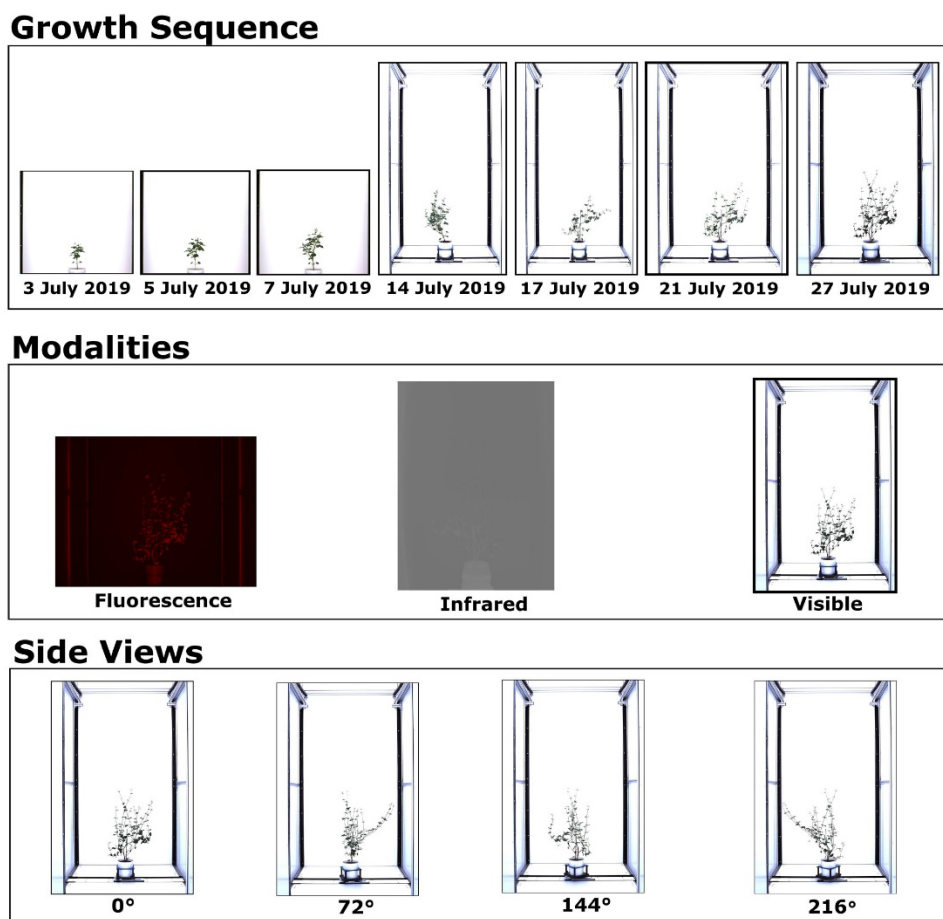 Growth Sequence
3 July 2019 5 July 2019 7 July 2019 14 July 2019 17 July 2019 21 July 2019 27 July 2019
Modalities
Fluorescence Infrared Visible
Side Views
0° 72° 144° 216°